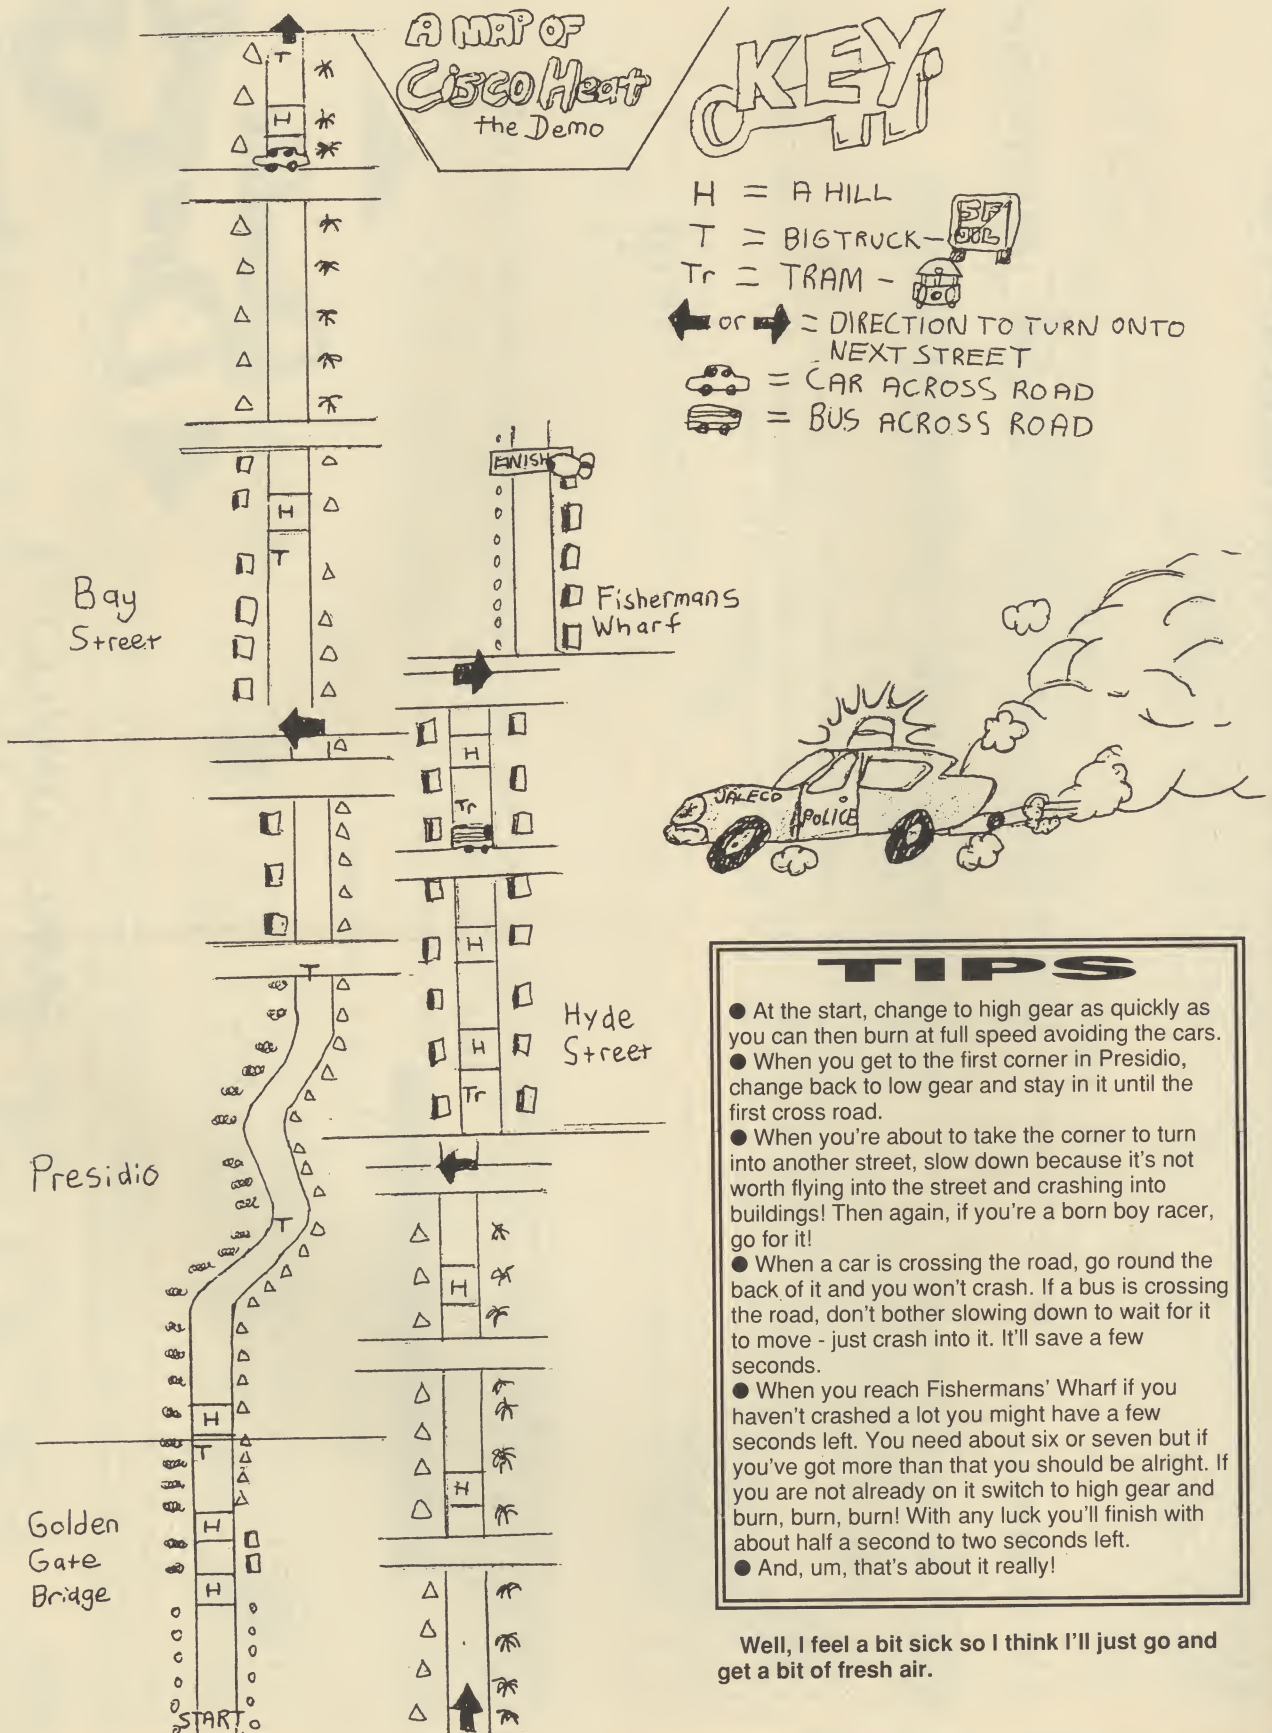 A MAP OF
Cisco Heat
the Demo
KEY
H = A HILL
T = BIG TRUCK -
SF
OIL
Tr = TRAM -
or = DIRECTION TO TURN ONTO
NEXT STREET
= CAR ACROSS ROAD
= BUS ACROSS ROAD
T
H
H
T
Bay
Street
FINISH
Fishermans
Wharf
H
Tr
H
H
Tr
Hyde
Street
T
Presidio
T
H
T
H
H
Golden
Gate
Bridge
START
H
H
JALECO
POLICE
TIPS
● At the start, change to high gear as quickly as
you can then burn at full speed avoiding the cars.
● When you get to the first corner in Presidio,
change back to low gear and stay in it until the
first cross road.
● When you're about to take the corner to turn
into another street, slow down because it's not
worth flying into the street and crashing into
buildings! Then again, if you're a born boy racer,
go for it!
● When a car is crossing the road, go round the
back of it and you won't crash. If a bus is crossing
the road, don't bother slowing down to wait for it
to move - just crash into it. It'll save a few
seconds.
● When you reach Fishermans' Wharf if you
haven't crashed a lot you might have a few
seconds left. You need about six or seven but if
you've got more than that you should be alright. If
you are not already on it switch to high gear and
burn, burn, burn! With any luck you'll finish with
about half a second to two seconds left.
● And, um, that's about it really!
Well, I feel a bit sick so I think I'll just go and
get a bit of fresh air.